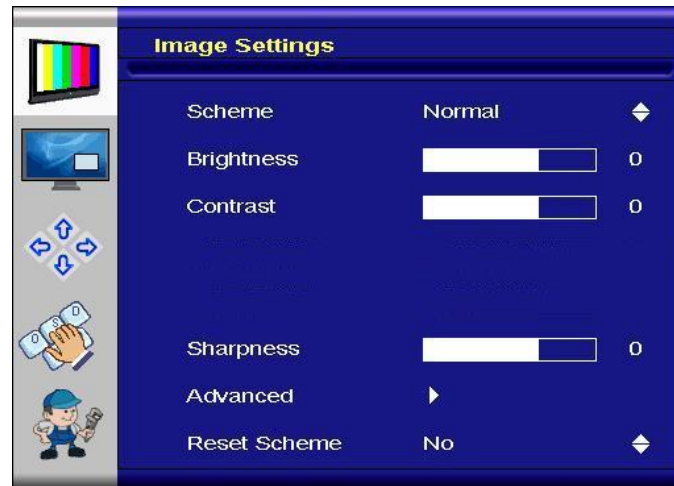 Image Settings
Scheme Normal
Brightness 0
Contrast 0
Sharpness 0
Advanced
Reset Scheme No
O S D